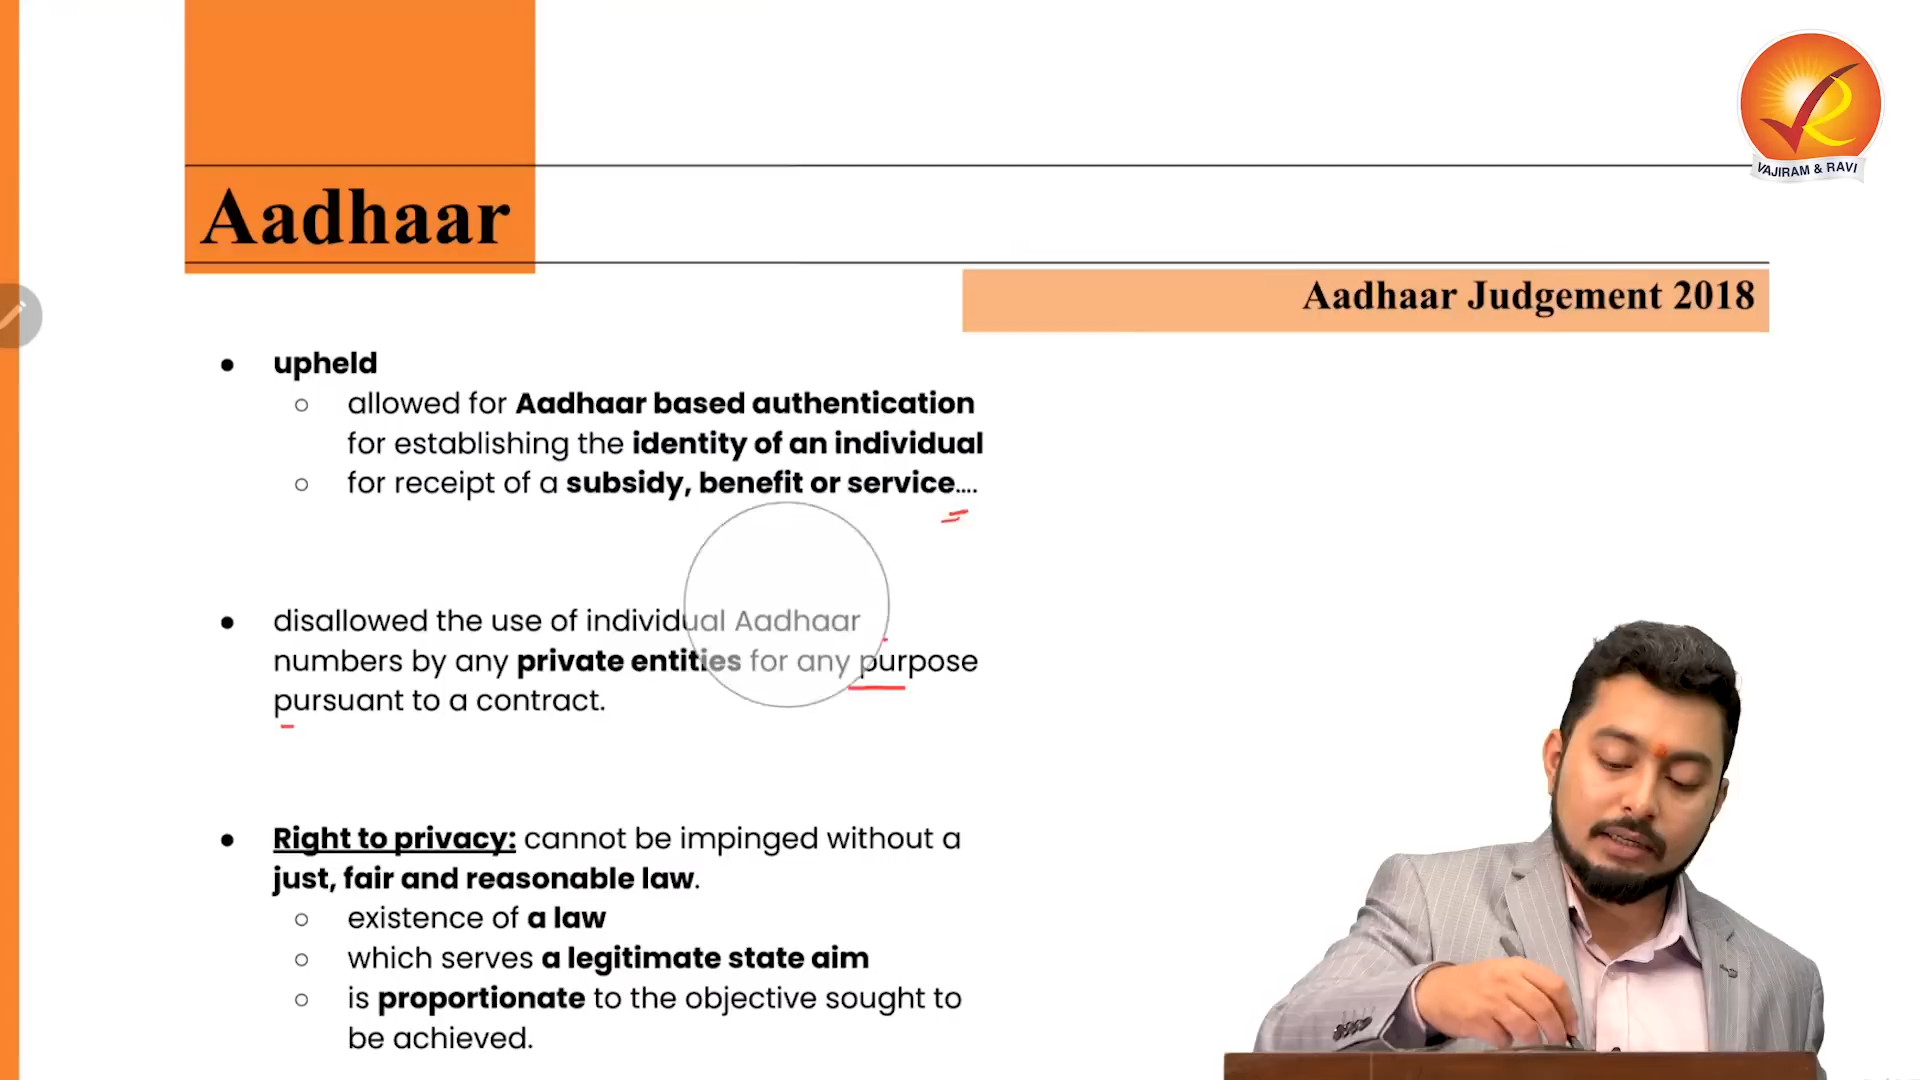 VAJIRAM & RAVI
Aadhaar
Aadhaar Judgement 2018
● upheld
○ allowed for Aadhaar based authentication
for establishing the identity of an individual
○ for receipt of a subsidy, benefit or service....
● disallowed the use of individual Aadhaar
numbers by any private entities for any purpose
pursuant to a contract.
● Right to privacy: cannot be impinged without a
just, fair and reasonable law.
○ existence of a law
○ which serves a legitimate state aim
○ is proportionate to the objective sought to
be achieved.